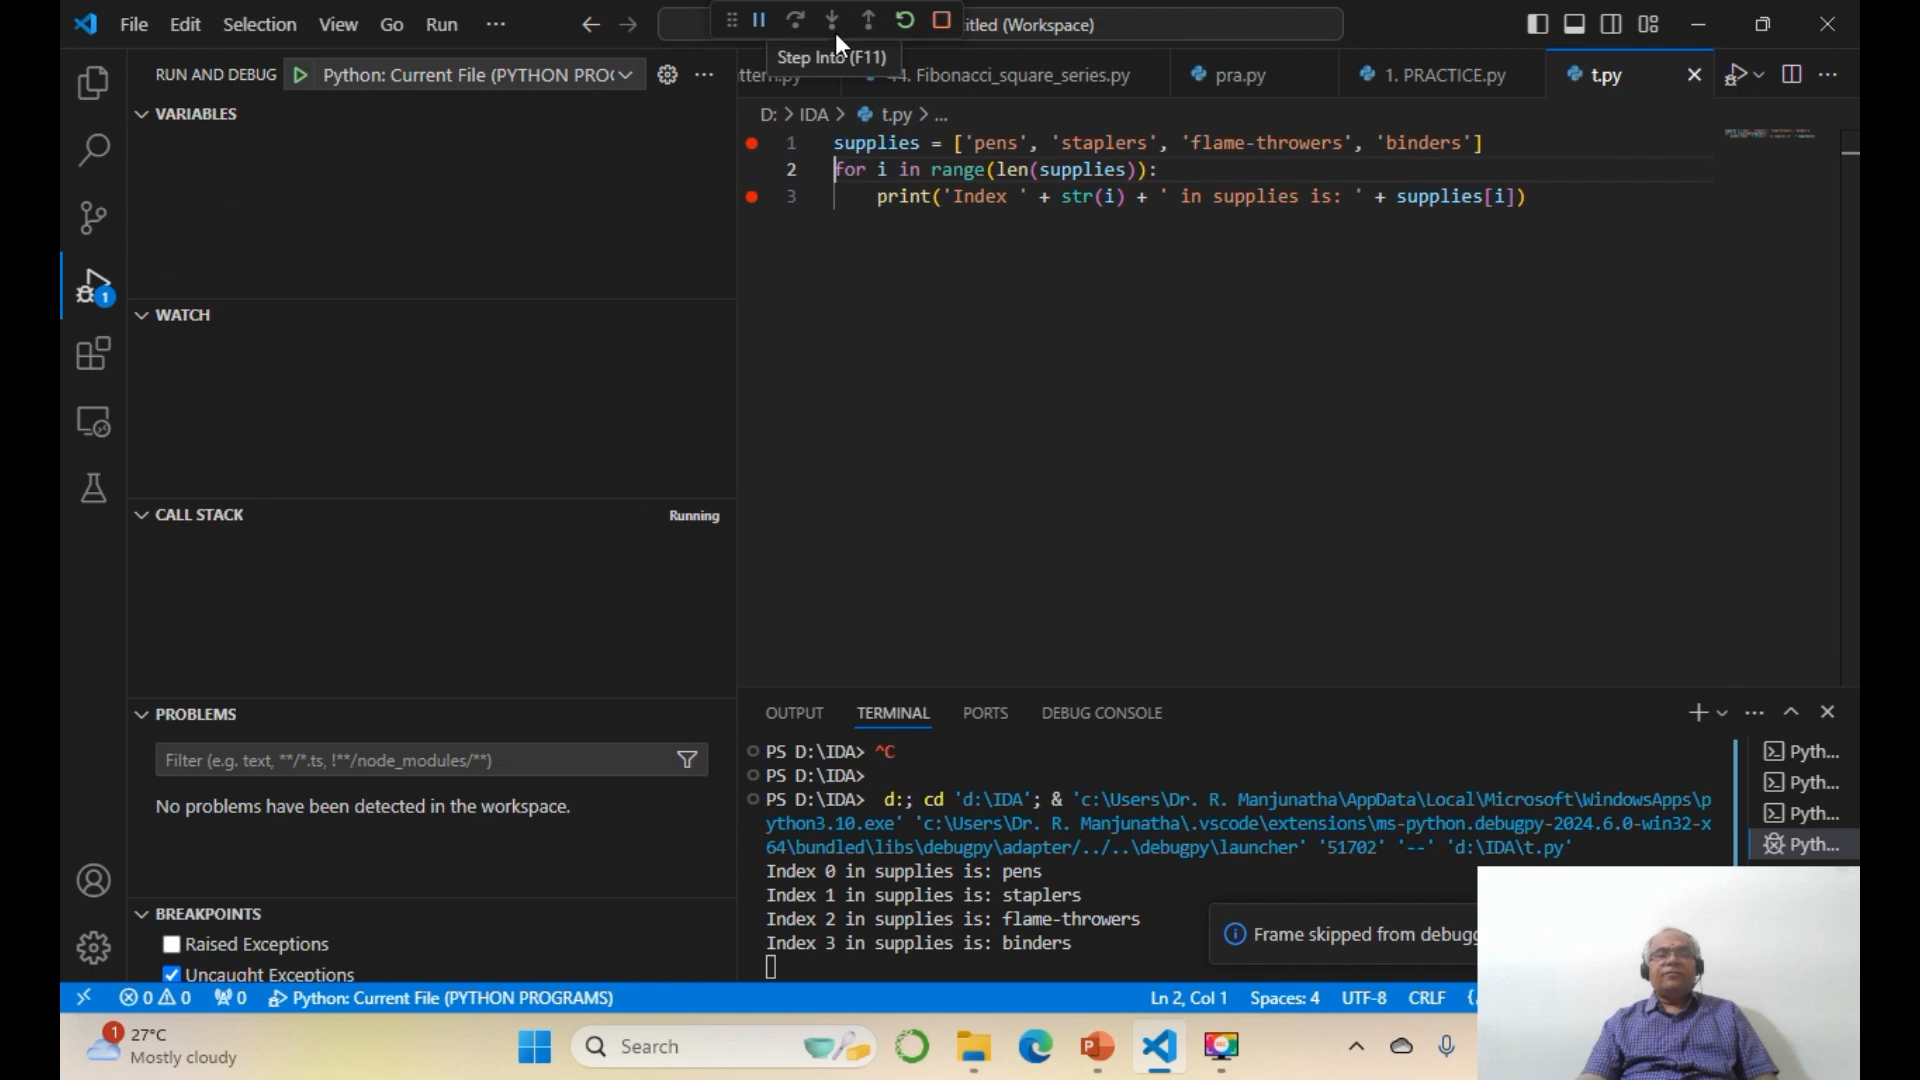 File Edit Selection View Go Run ··· itled (Workspace)
Step Into (F11)
RUN AND DEBUG Python: Current File (PYTHON PRO ··· ttern.py 44. Fibonacci_square_series.py pra.py 1. PRACTICE.py t.py ···
VARIABLES
D: > IDA > t.py > ...
1 supplies = ['pens', 'staplers', 'flame-throwers', 'binders']
2 for i in range(len(supplies)):
3 print('Index ' + str(i) + ' in supplies is: ' + supplies[i])
1
WATCH
CALL STACK Running
PROBLEMS
Filter (e.g. text, **/*.ts, !**/node_modules/**)
No problems have been detected in the workspace.
BREAKPOINTS
Raised Exceptions
Uncaught Exceptions
OUTPUT TERMINAL PORTS DEBUG CONSOLE
PS D:\IDA> ^C
PS D:\IDA>
PS D:\IDA> d:; cd 'd:\IDA'; & 'c:\Users\Dr. R. Manjunatha\AppData\Local\Microsoft\WindowsApps\p
ython3.10.exe' 'c:\Users\Dr. R. Manjunatha\.vscode\extensions\ms-python.debugpy-2024.6.0-win32-x
64\bundled\libs\debugpy\adapter/../..\debugpy\launcher' '51702' '--' 'd:\IDA\t.py'
Index 0 in supplies is: pens
Index 1 in supplies is: staplers
Index 2 in supplies is: flame-throwers
Index 3 in supplies is: binders
Pyth...
Pyth...
Pyth...
Pyth...
Frame skipped from debugg
0 0 0 Python: Current File (PYTHON PROGRAMS) Ln 2, Col 1 Spaces: 4 UTF-8 CRLF
1 27°C
Mostly cloudy
Search